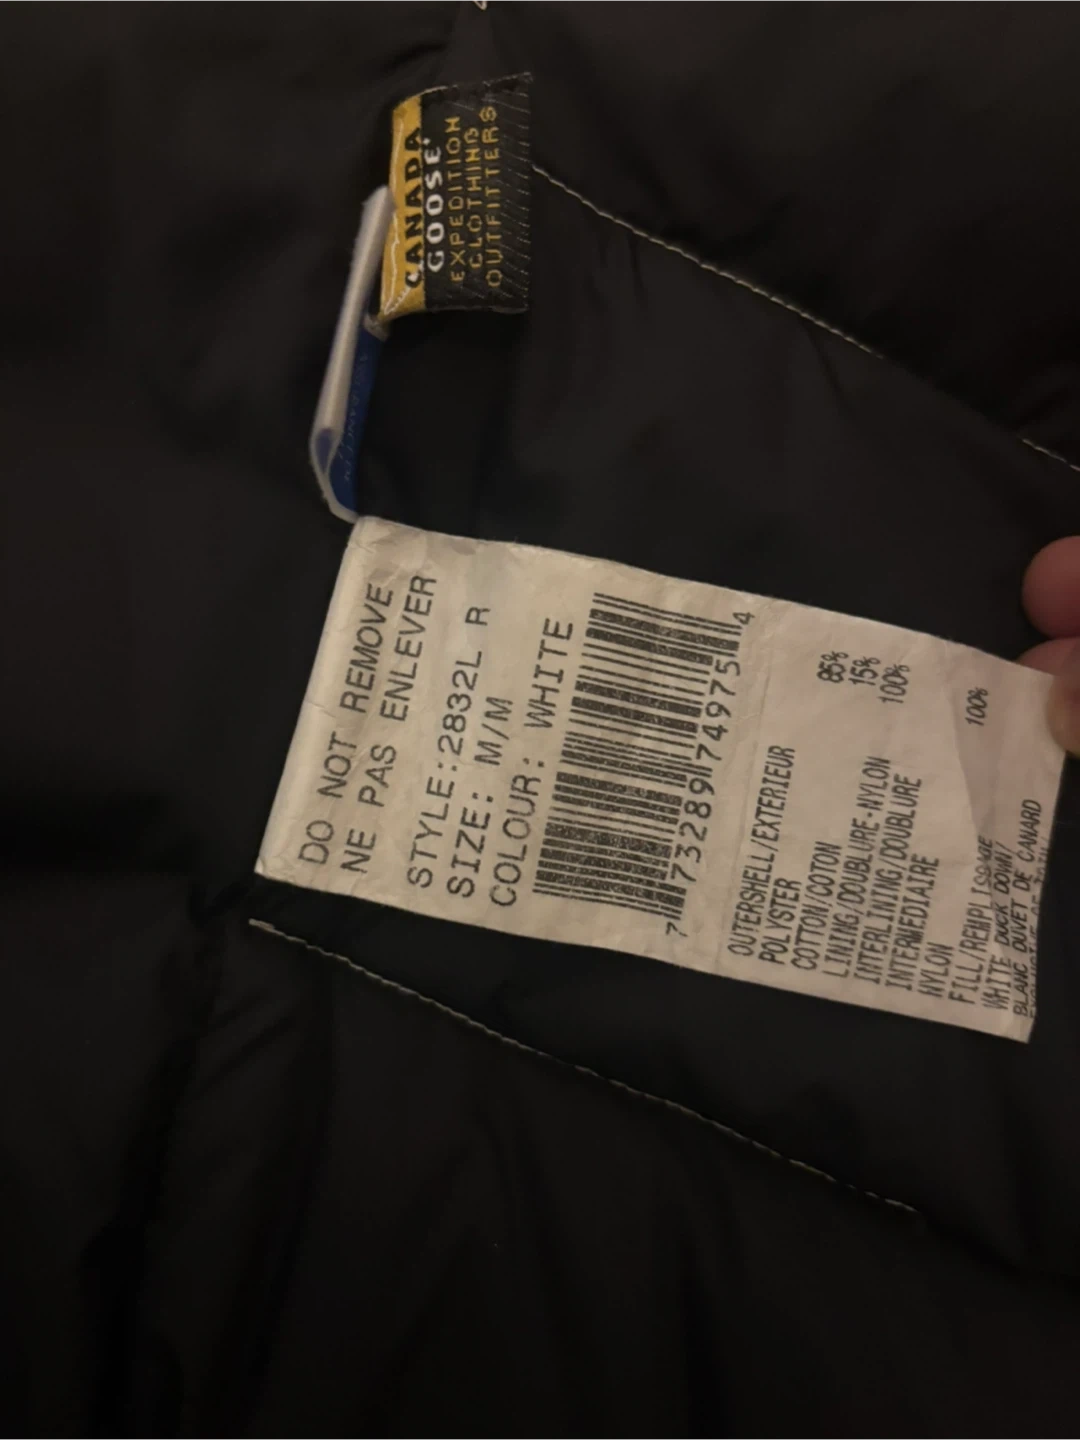 CANADA
GOOSE
EXPEDITION
CLOTHING
OUTFITTERS
DO NOT REMOVE
NE PAS ENLEVER
STYLE:2832L R
SIZE: M/M
COLOUR: WHITE
7 73289 74975 4
OUTERSHELL/EXTERIEUR
POLYSTER 85%
COTTON/COTON 15%
LINING/DOUBLURE-NYLON 100%
INTERLINING/DOUBLURE
INTERMEDIAIRE
NYLON 100%
FILL/REMPLISSAGE
WHITE DUCK DOWN/
BLANC DUVET DE CANARD